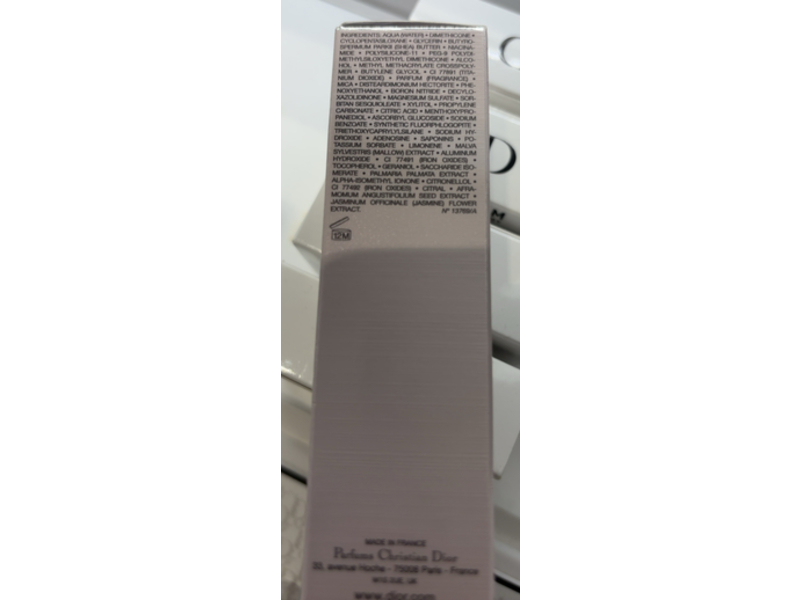 INGREDIENTS: AQUA (WATER) • DIMETHICONE •
CYCLOPENTASILOXANE • GLYCERIN • BUTYRO-
SPERMUM PARKII (SHEA) BUTTER • NIACINA-
MIDE • POLYSILICONE-11 • PEG-9 POLYDI-
METHYLSILOXYETHYL DIMETHICONE • ALCO-
HOL • METHYL METHACRYLATE CROSSPOLY-
MER • BUTYLENE GLYCOL • CI 77891 (TITA-
NIUM DIOXIDE) • PARFUM (FRAGRANCE) •
MICA • DISTEARDIMONIUM HECTORITE • PHE-
NOXYETHANOL • BORON NITRIDE • DECYLO-
XAZOLIDINONE • MAGNESIUM SULFATE • SOR-
BITAN SESQUIOLEATE • XYLITOL • PROPYLENE
CARBONATE • CITRIC ACID • MENTHOXYPRO-
PANEDIOL • ASCORBYL GLUCOSIDE • SODIUM
BENZOATE • SYNTHETIC FLUORPHLOGOPITE •
TRIETHOXYCAPRYLYLSILANE • SODIUM HY-
DROXIDE • ADENOSINE • SAPONINS • PO-
TASSIUM SORBATE • LIMONENE • MALVA
SYLVESTRIS (MALLOW) EXTRACT • ALUMINUM
HYDROXIDE • CI 77491 (IRON OXIDES) •
TOCOPHEROL • GERANIOL • SACCHARIDE ISO-
MERATE • PALMARIA PALMATA EXTRACT •
ALPHA-ISOMETHYL IONONE • CITRONELLOL •
CI 77492 (IRON OXIDES) • CITRAL • AFRA-
MOMUM ANGUSTIFOLIUM SEED EXTRACT •
JASMINUM OFFICINALE (JASMINE) FLOWER
EXTRACT. N° 13769/A
12M
MADE IN FRANCE
Parfums Christian Dior
33, avenue Hoche - 75008 Paris - France
W1S 2UE, UK
www.dior.com
D
M